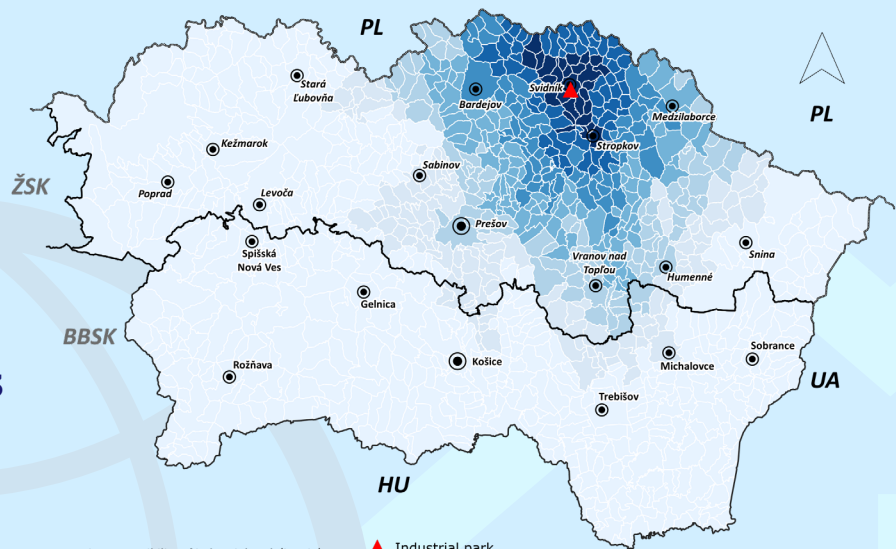 PL
Stará
Ľubovňa
Bardejov
Svidník
Medzilaborce
PL
Stropkov
Kežmarok
Sabinov
ŽSK
Poprad
Levoča
Prešov
Spišská
Nová Ves
Vranov nad
Topľou
Humenné
Snina
Gelnica
BBSK
Rožňava
Košice
Michalovce
Sobrance
UA
Trebišov
HU
Industrial park